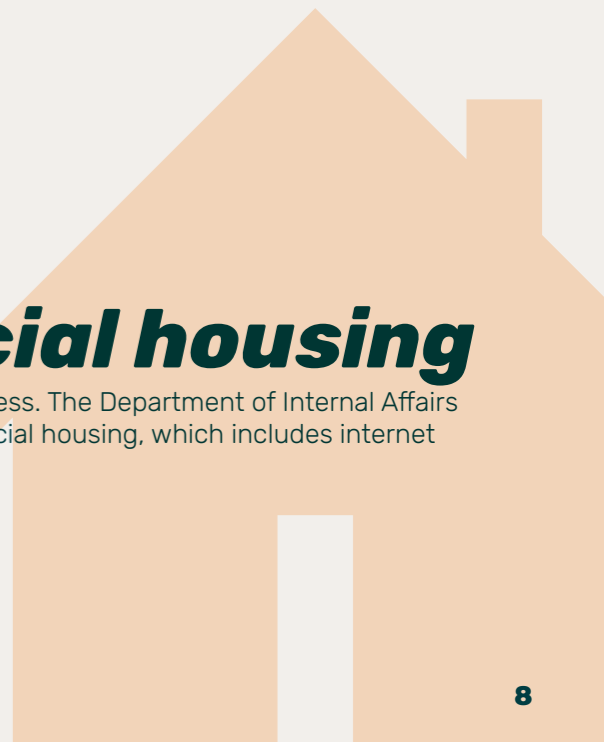 cial housing
ess. The Department of Internal Affairs
cial housing, which includes internet
8